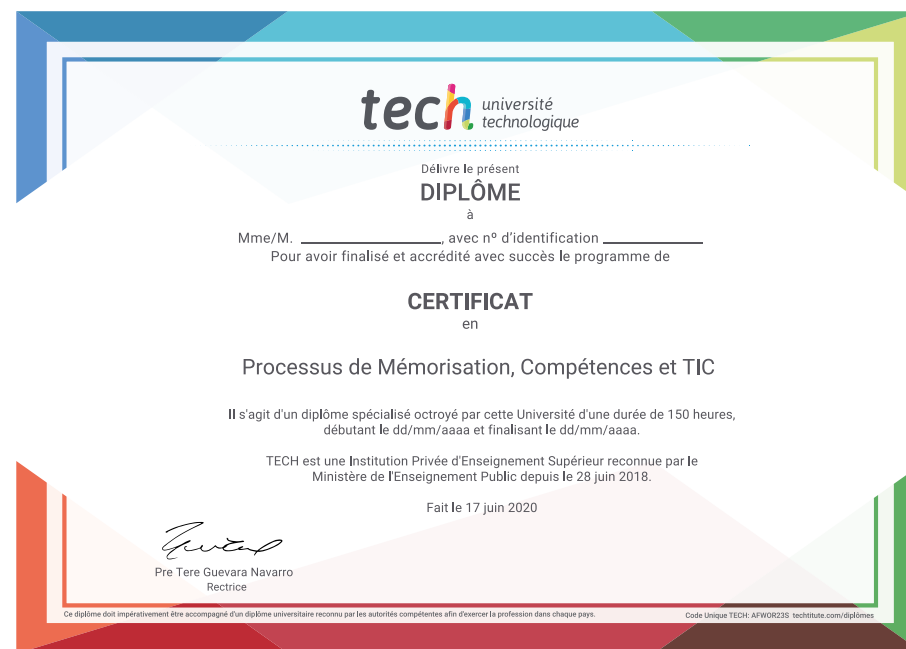 tech université
technologique
Délivre le présent
DIPLÔME
à
Mme/M. ____________________, avec nº d'identification ______________
Pour avoir finalisé et accrédité avec succès le programme de
CERTIFICAT
en
Processus de Mémorisation, Compétences et TIC
Il s'agit d'un diplôme spécialisé octroyé par cette Université d'une durée de 150 heures,
débutant le dd/mm/aaaa et finalisant le dd/mm/aaaa.
TECH est une Institution Privée d'Enseignement Supérieur reconnue par le
Ministère de l'Enseignement Public depuis le 28 juin 2018.
Fait le 17 juin 2020
Pre Tere Guevara Navarro
Rectrice
Ce diplôme doit impérativement être accompagné d'un diplôme universitaire reconnu par les autorités compétentes afin d'exercer la profession dans chaque pays.
Code Unique TECH: AFWOR23S techtitute.com/diplômes